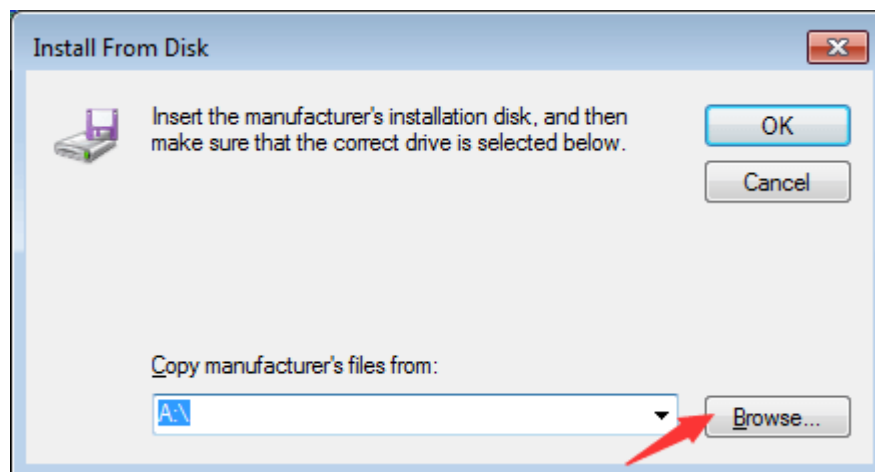 Install From Disk
Insert the manufacturer's installation disk, and then
make sure that the correct drive is selected below.
OK
Cancel
Copy manufacturer's files from:
A:\
Browse...